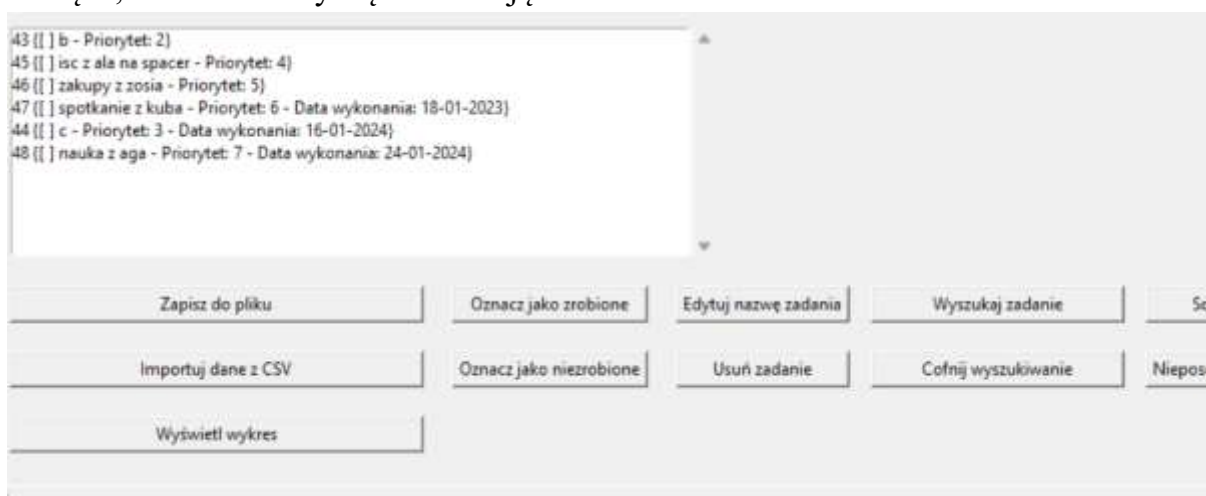 43 {[ ] b - Priorytet: 2}
45 {[ ] isc z ala na spacer - Priorytet: 4}
46 {[ ] zakupy z zosia - Priorytet: 5}
47 {[ ] spotkanie z kuba - Priorytet: 6 - Data wykonania: 18-01-2023}
44 {[ ] c - Priorytet: 3 - Data wykonania: 16-01-2024}
48 {[ ] nauka z aga - Priorytet: 7 - Data wykonania: 24-01-2024}
Zapisz do pliku
Oznacz jako zrobione
Edytuj nazwę zadania
Wyszukaj zadanie
Importuj dane z CSV
Oznacz jako niezrobione
Usuń zadanie
Cofnij wyszukiwanie
Wyświetl wykres